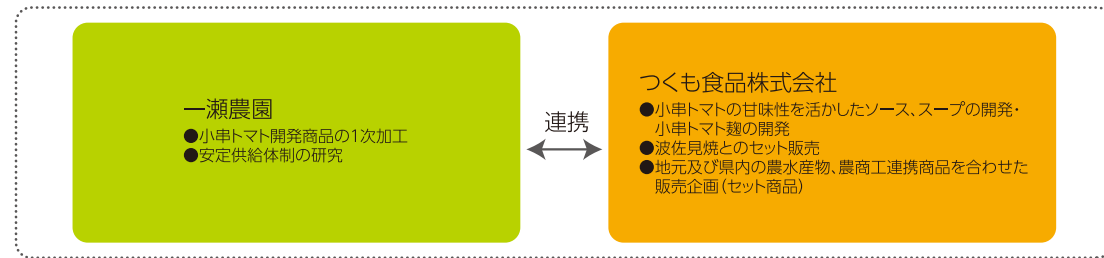 一瀬農園
●小串トマト開発商品の1次加工
●安定供給体制の研究
連携
つくも食品株式会社
●小串トマトの甘味性を活かしたソース、スープの開発・
小串トマト麹の開発
●波佐見焼とのセット販売
●地元及び県内の農水産物、農商工連携商品を合わせた
販売企画(セット商品)